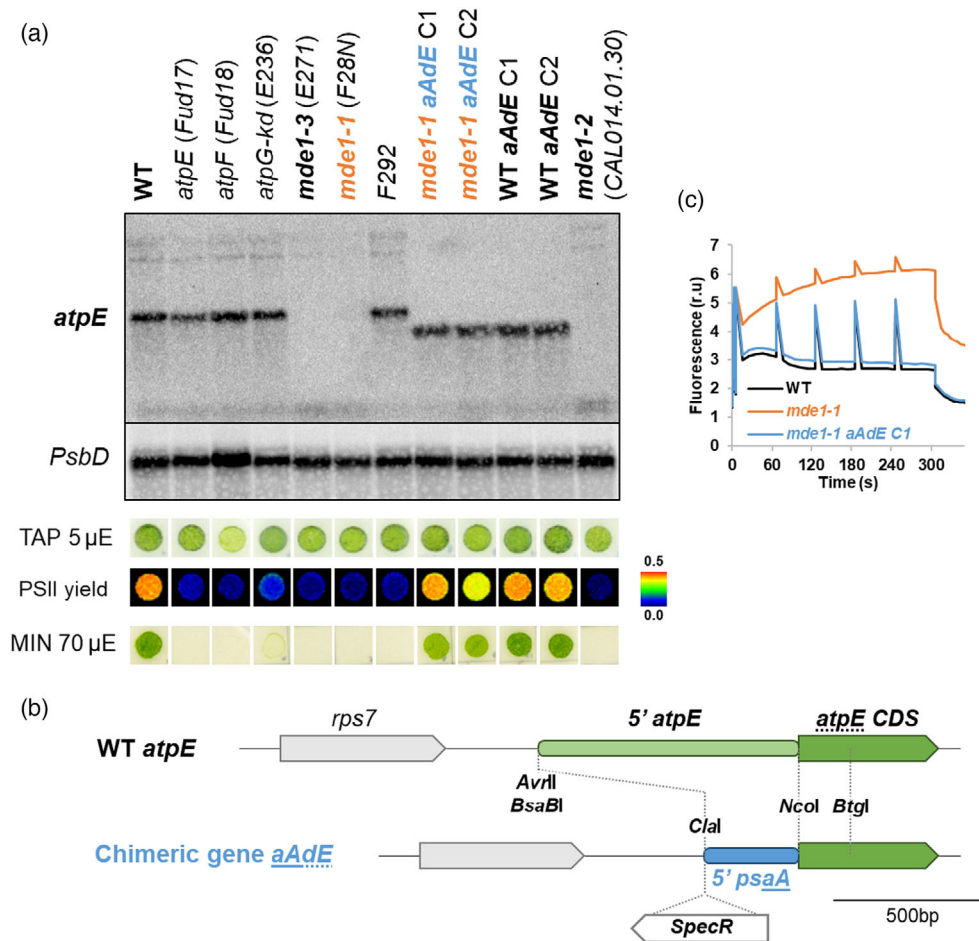 (a)
WT
atpE (Fud17)
atpF (Fud18)
atpG-kd (E236)
mde1-3 (E271)
mde1-1 (F28N)
F292
mde1-1 aAdE C1
mde1-1 aAdE C2
WT aAdE C1
WT aAdE C2
mde1-2
(CAL014.01.30)
atpE
PsbD
TAP 5 µE
PSII yield
0.5
0.0
MIN 70 µE
(c)
Fluorescence (r.u)
7
6
5
4
3
2
1
0
WT
mde1-1
mde1-1 aAdE C1
0 60 120 180 240 300
Time (s)
(b)
rps7
5' atpE
atpE CDS
WT atpE
AvrII
BsaBI
NcoI
BtgI
ClaI
Chimeric gene aAdE
5' psaA
SpecR
500bp